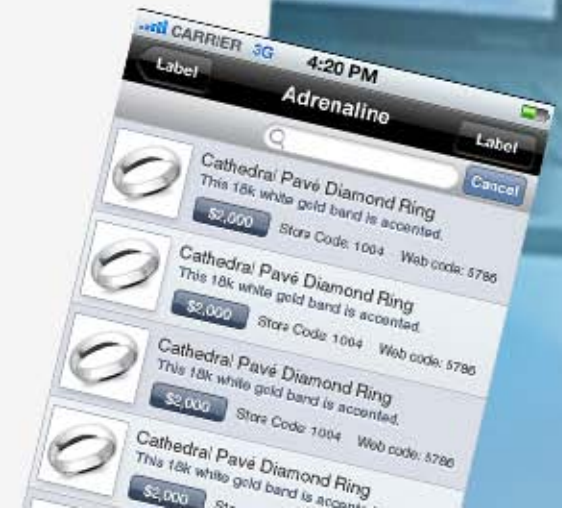 CARRIER 3G 4:20 PM
Label Adrenaline Label
Cancel
Cathedral Pavé Diamond Ring
This 18k white gold band is accented.
$2,000 Store Code: 1004 Web code: 5786
Cathedral Pavé Diamond Ring
This 18k white gold band is accented.
$2,000 Store Code: 1004 Web code: 5786
Cathedral Pavé Diamond Ring
This 18k white gold band is accented.
$2,000 Store Code: 1004 Web code: 5786
Cathedral Pavé Diamond Ring
This 18k white gold band is
$2,000